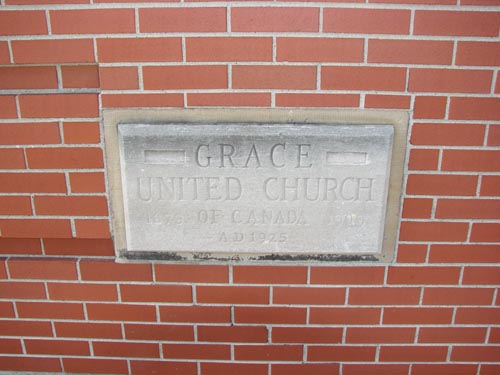 GRACE
UNITED CHURCH
OF CANADA
A.D 1925